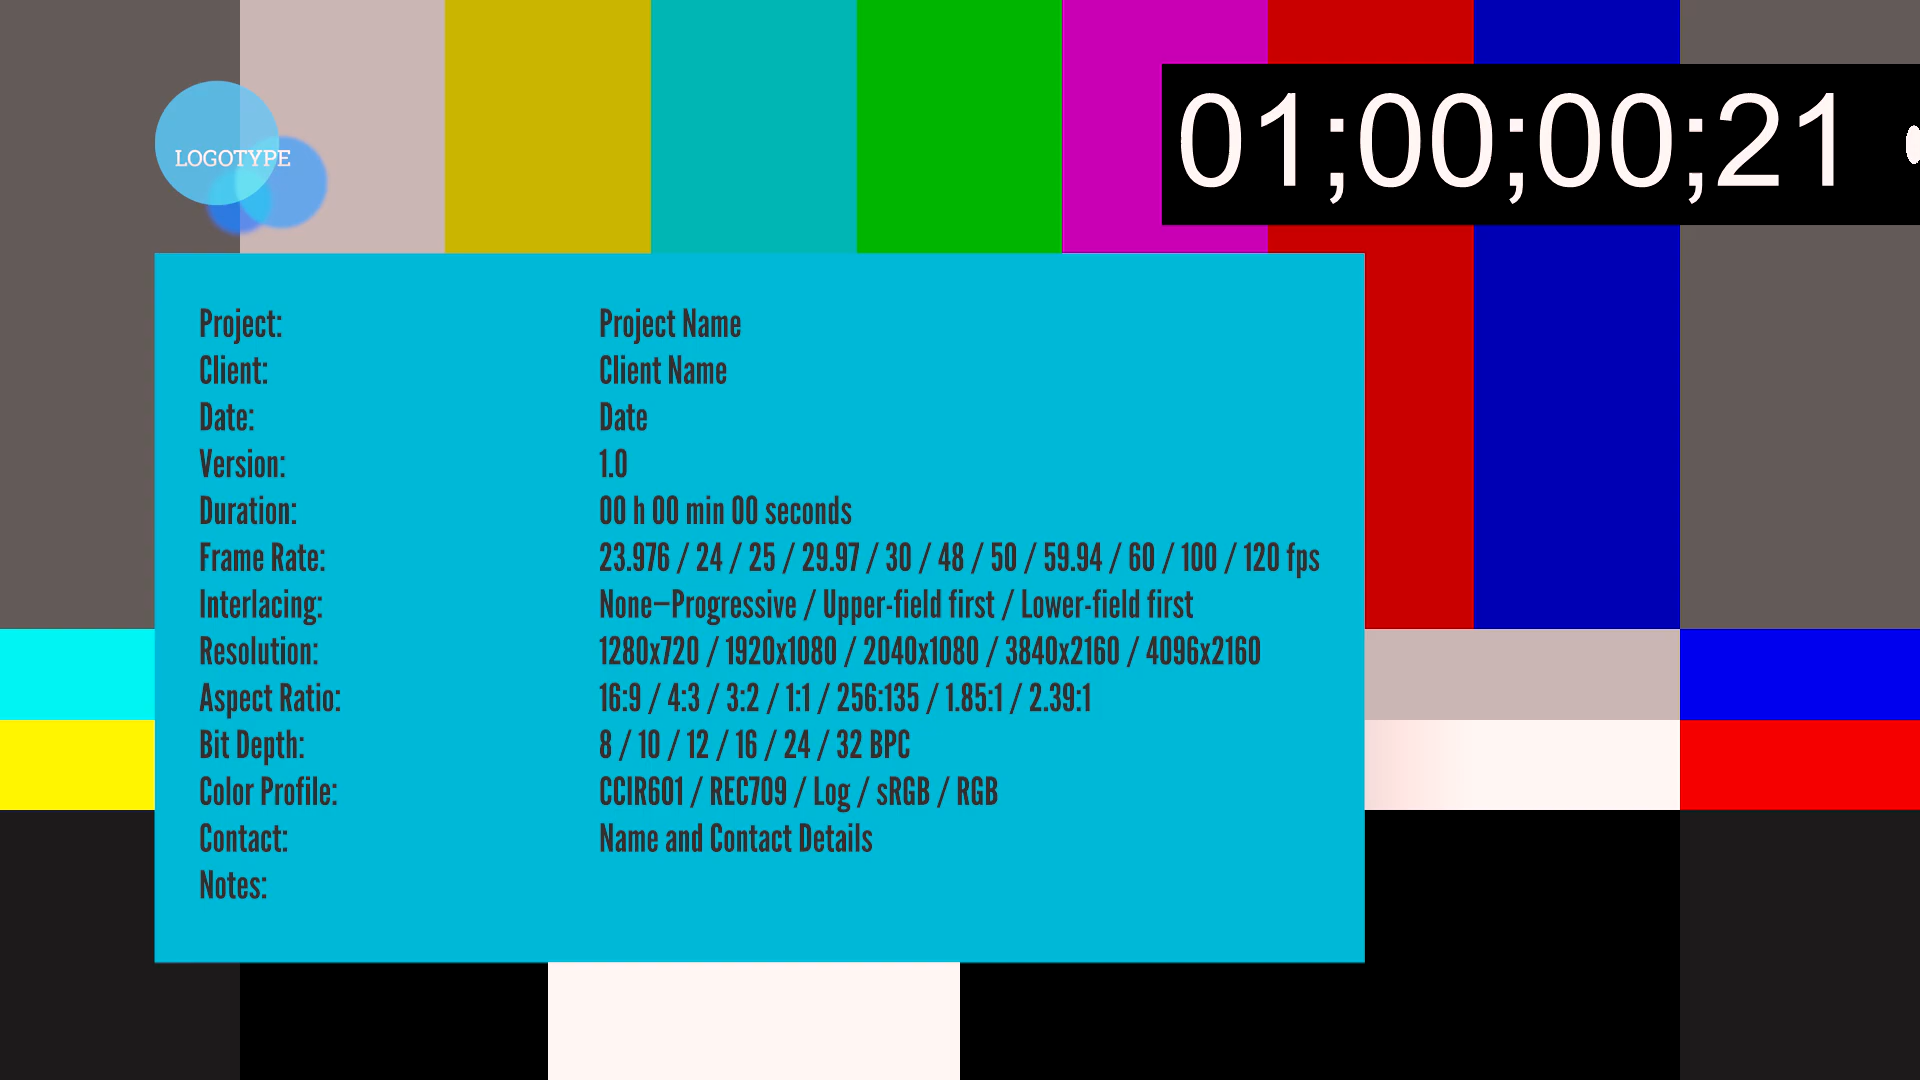 LOGOTYPE
01;00;00;21
Project: Project Name
Client: Client Name
Date: Date
Version: 1.0
Duration: 00 h 00 min 00 seconds
Frame Rate: 23.976 / 24 / 25 / 29.97 / 30 / 48 / 50 / 59.94 / 60 / 100 / 120 fps
Interlacing: None—Progressive / Upper-field first / Lower-field first
Resolution: 1280x720 / 1920x1080 / 2040x1080 / 3840x2160 / 4096x2160
Aspect Ratio: 16:9 / 4:3 / 3:2 / 1:1 / 256:135 / 1.85:1 / 2.39:1
Bit Depth: 8 / 10 / 12 / 16 / 24 / 32 BPC
Color Profile: CCIR601 / REC709 / Log / sRGB / RGB
Contact: Name and Contact Details
Notes: